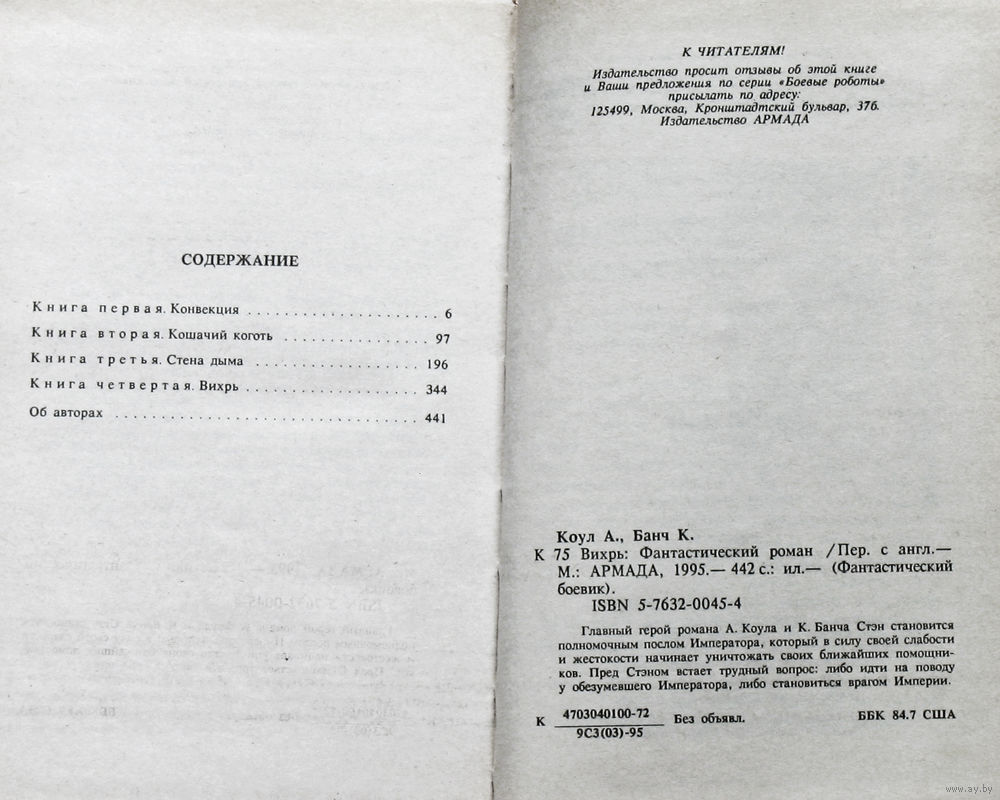 СОДЕРЖАНИЕ
Книга первая. Конвекция . . . . . . . . . . . . . . . . . . . . . 6
Книга вторая. Кошачий коготь . . . . . . . . . . . . . . . . 97
Книга третья. Стена дыма . . . . . . . . . . . . . . . . . . . 196
Книга четвертая. Вихрь . . . . . . . . . . . . . . . . . . . 344
Об авторах . . . . . . . . . . . . . . . . . . . . . . . . . . . . . . . . . 441
К ЧИТАТЕЛЯМ!
Издательство просит отзывы об этой книге
и Ваши предложения по серии «Боевые роботы»
присылать по адресу:
125499, Москва, Кронштадтский бульвар, 37б.
Издательство АРМАДА
Коул А., Банч К.
К 75 Вихрь: Фантастический роман /Пер. с англ.—
М.: АРМАДА, 1995.— 442 с.: ил.— (Фантастический
боевик).
ISBN 5-7632-0045-4
Главный герой романа А. Коула и К. Банча Стэн становится
полномочным послом Императора, который в силу своей слабости
и жестокости начинает уничтожать своих ближайших помощни-
ков. Пред Стэном встает трудный вопрос: либо идти на поводу
у обезумевшего Императора, либо становиться врагом Империи.
К 4703040100-72 Без объявл. ББК 84.7 США
9С3(03)-95
www.ay.by